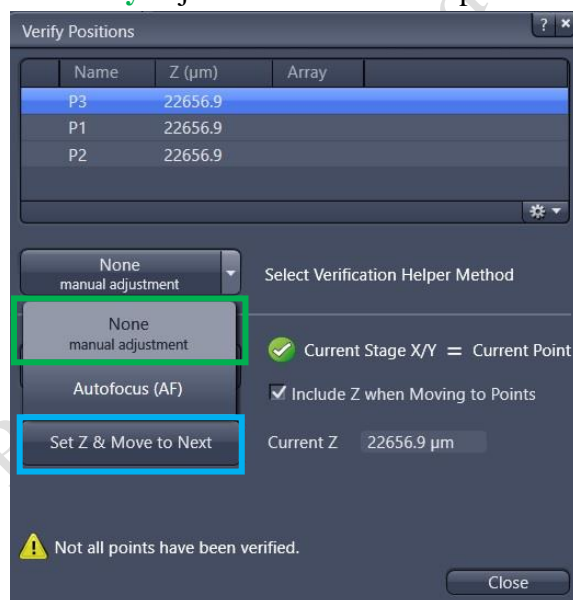 Verify Positions ? ×
Name Z (µm) Array
P3 22656.9
P1 22656.9
P2 22656.9
None
manual adjustment
Select Verification Helper Method
None
manual adjustment
Current Stage X/Y = Current Point
Autofocus (AF)
Include Z when Moving to Points
Set Z & Move to Next
Current Z 22656.9 µm
Not all points have been verified.
Close